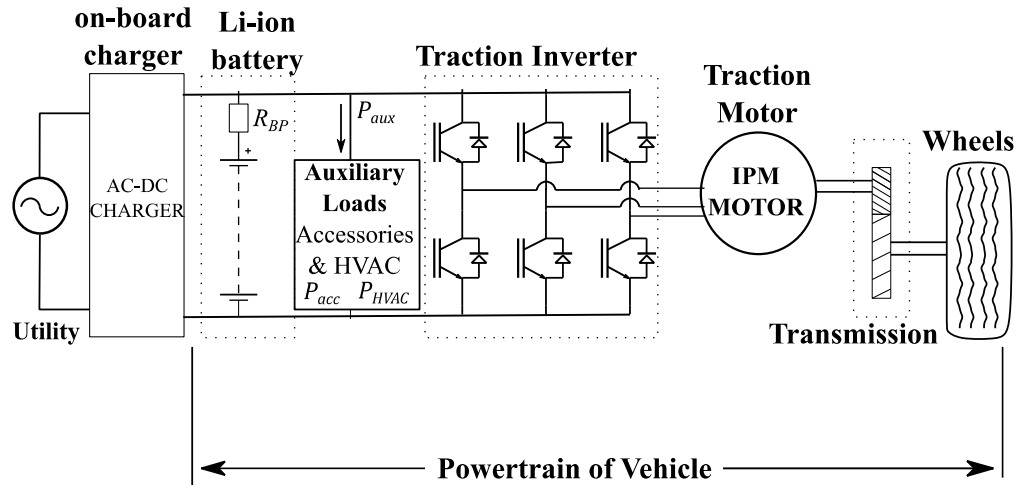 on-board
charger
Li-ion
battery
Traction Inverter
Traction
Motor
Wheels
R_BP
+
P_aux
AC-DC
CHARGER
Auxiliary
Loads
Accessories
& HVAC
P_acc P_HVAC
IPM
MOTOR
Utility
Transmission
Powertrain of Vehicle